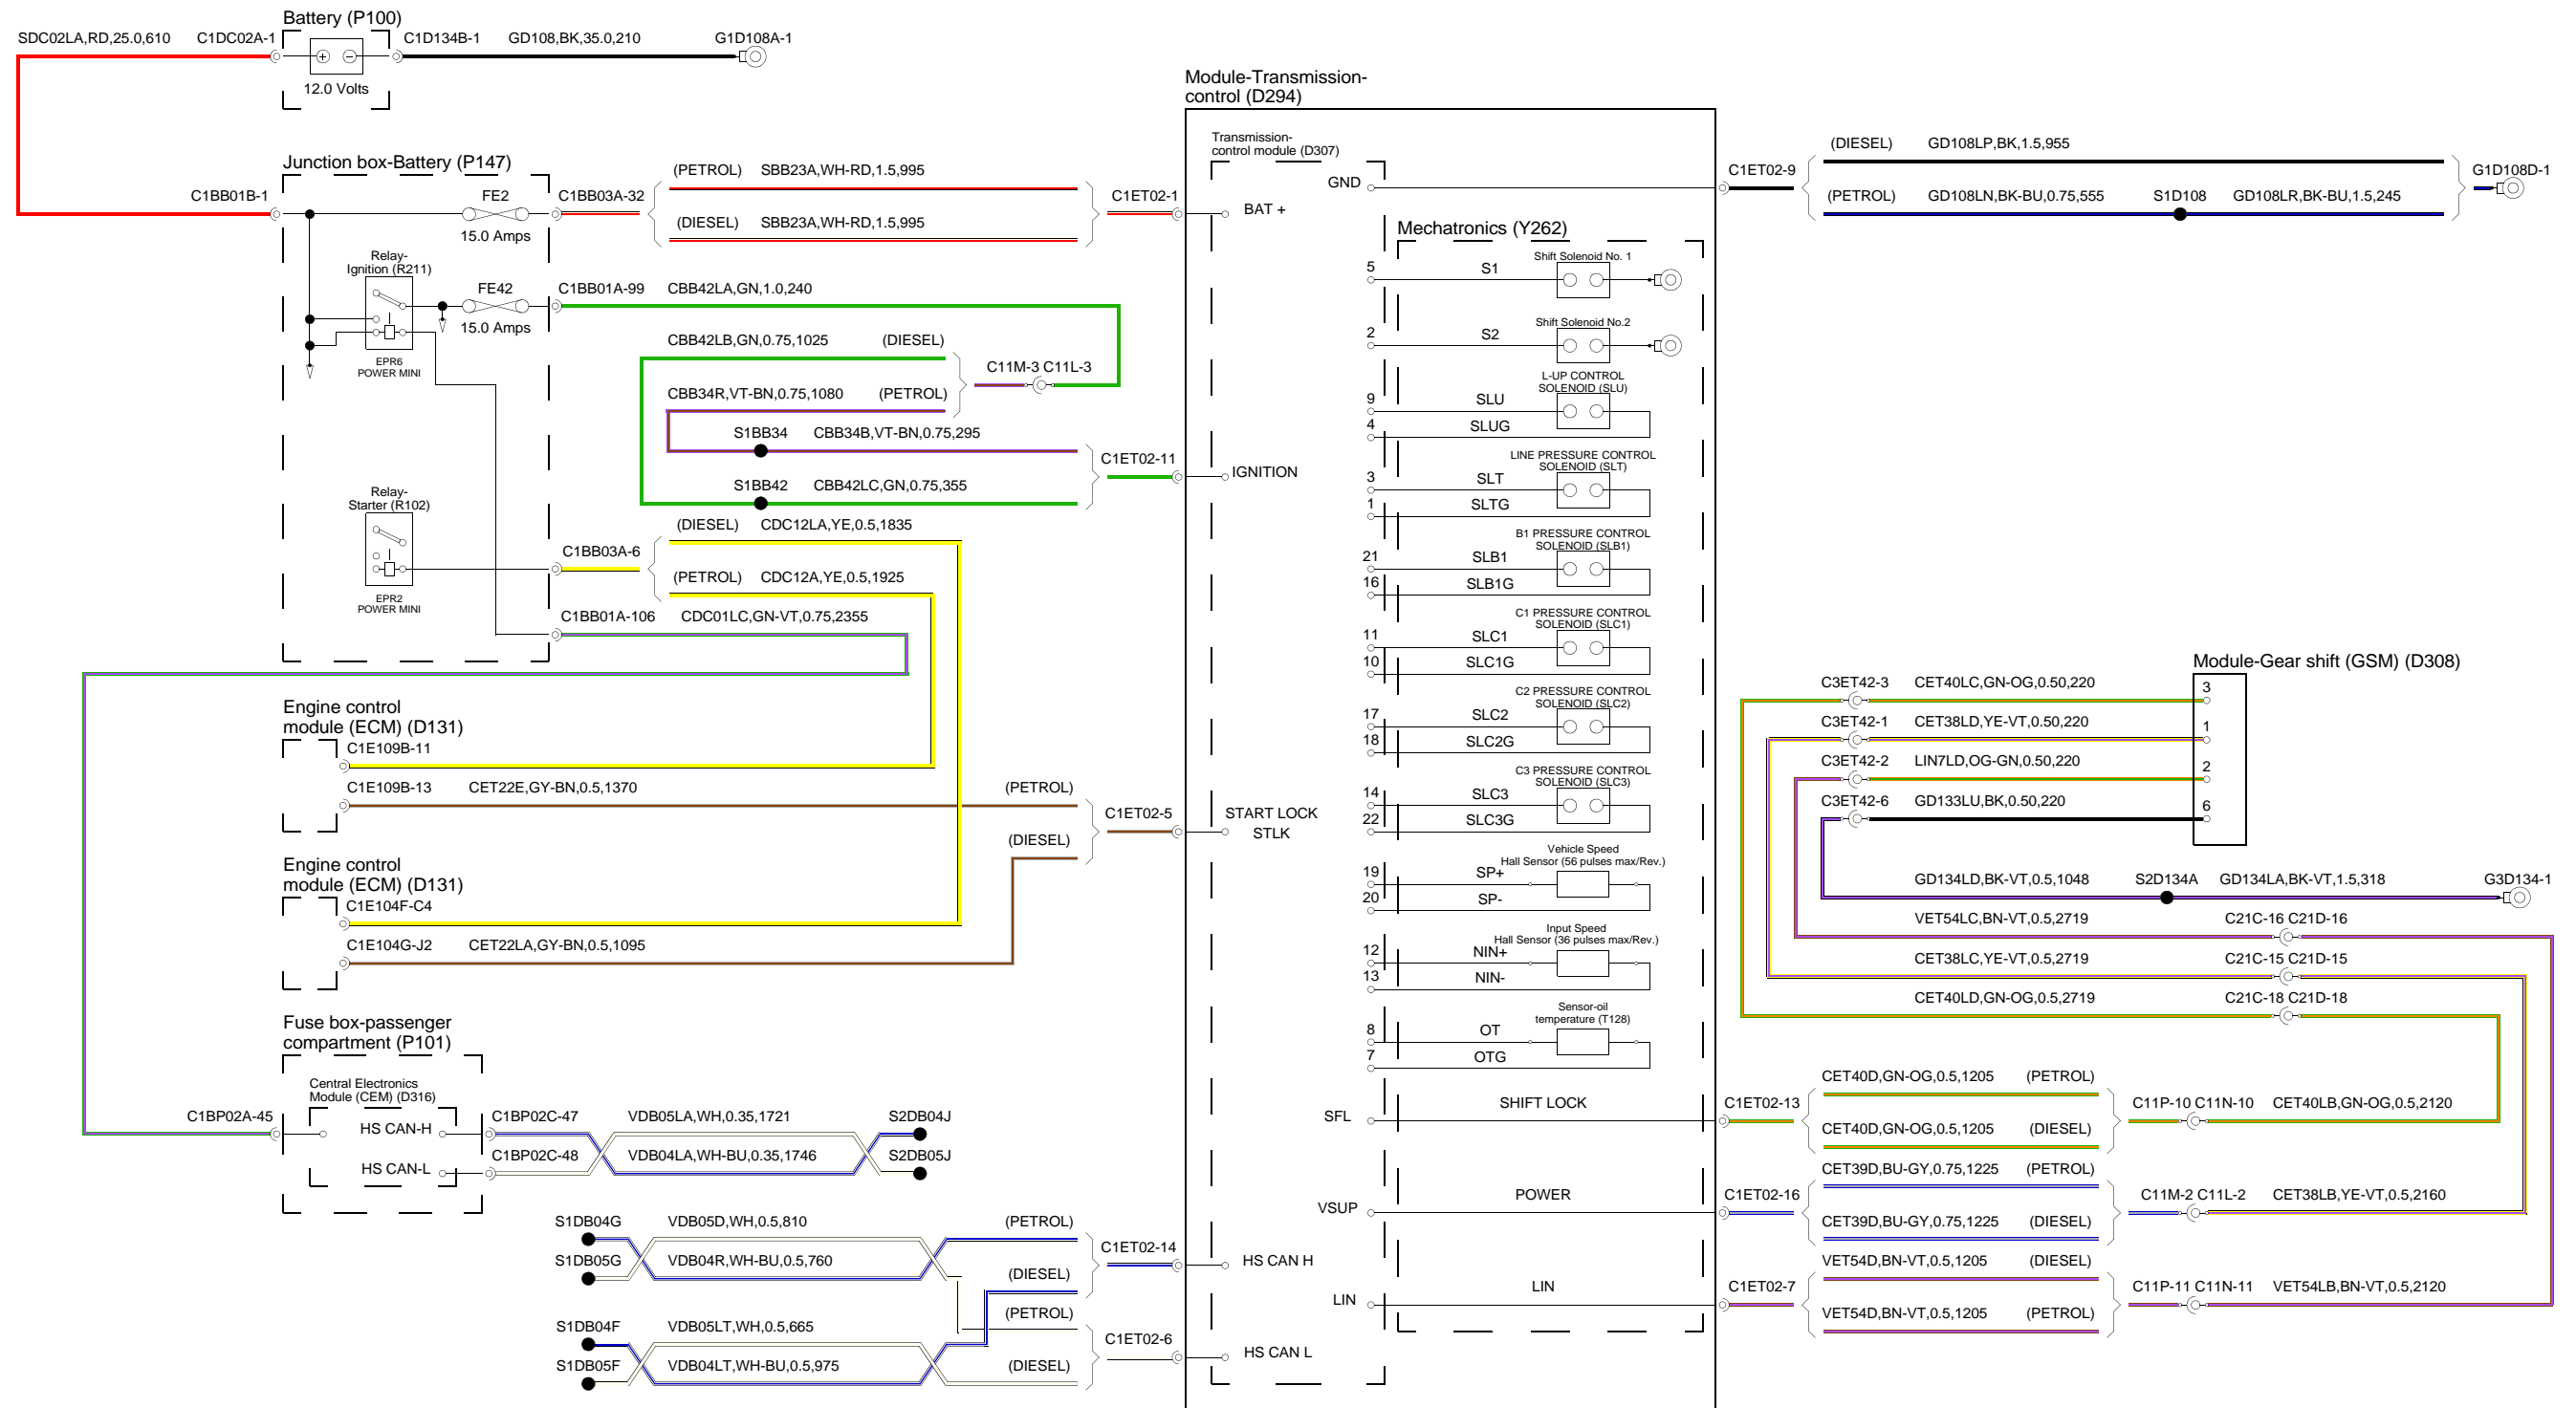 Battery (P100)
SDC02LA,RD,25.0,610
C1DC02A-1
C1D134B-1
GD108,BK,35.0,210
G1D108A-1
12.0 Volts
Junction box-Battery (P147)
C1BB01B-1
FE2
15.0 Amps
C1BB03A-32
(PETROL)
SBB23A,WH-RD,1.5,995
(DIESEL)
SBB23A,WH-RD,1.5,995
C1ET02-1
Relay-
Ignition (R211)
FE42
15.0 Amps
EPR6
POWER MINI
C1BB01A-99
CBB42LA,GN,1.0,240
CBB42LB,GN,0.75,1025
(DIESEL)
C11M-3 C11L-3
CBB34R,VT-BN,0.75,1080
(PETROL)
S1BB34
CBB34B,VT-BN,0.75,295
C1ET02-11
S1BB42
CBB42LC,GN,0.75,355
Relay-
Starter (R102)
EPR2
POWER MINI
C1BB03A-6
(DIESEL)
CDC12LA,YE,0.5,1835
(PETROL)
CDC12A,YE,0.5,1925
C1BB01A-106
CDC01LC,GN-VT,0.75,2355
Engine control
module (ECM) (D131)
C1E109B-11
C1E109B-13
CET22E,GY-BN,0.5,1370
(PETROL)
C1ET02-5
(DIESEL)
Engine control
module (ECM) (D131)
C1E104F-C4
C1E104G-J2
CET22LA,GY-BN,0.5,1095
Fuse box-passenger
compartment (P101)
Central Electronics
Module (CEM) (D316)
C1BP02A-45
HS CAN-H
HS CAN-L
C1BP02C-47
VDB05LA,WH,0.35,1721
S2DB04J
C1BP02C-48
VDB04LA,WH-BU,0.35,1746
S2DB05J
S1DB04G
VDB05D,WH,0.5,810
(PETROL)
S1DB05G
VDB04R,WH-BU,0.5,760
C1ET02-14
(DIESEL)
(PETROL)
S1DB04F
VDB05LT,WH,0.5,665
C1ET02-6
S1DB05F
VDB04LT,WH-BU,0.5,975
(DIESEL)
Module-Transmission-
control (D294)
Transmission-
control module (D307)
GND
BAT +
IGNITION
START LOCK
STLK
HS CAN H
HS CAN L
Mechatronics (Y262)
Shift Solenoid No. 1
5
S1
Shift Solenoid No.2
2
S2
L-UP CONTROL
SOLENOID (SLU)
9
SLU
4
SLUG
LINE PRESSURE CONTROL
SOLENOID (SLT)
3
SLT
1
SLTG
B1 PRESSURE CONTROL
SOLENOID (SLB1)
21
SLB1
16
SLB1G
C1 PRESSURE CONTROL
SOLENOID (SLC1)
11
SLC1
10
SLC1G
C2 PRESSURE CONTROL
SOLENOID (SLC2)
17
SLC2
18
SLC2G
C3 PRESSURE CONTROL
SOLENOID (SLC3)
14
SLC3
22
SLC3G
Vehicle Speed
Hall Sensor (56 pulses max/Rev.)
19
SP+
20
SP-
Input Speed
Hall Sensor (36 pulses max/Rev.)
12
NIN+
13
NIN-
Sensor-oil
temperature (T128)
8
OT
7
OTG
SFL
SHIFT LOCK
VSUP
POWER
LIN
LIN
C1ET02-9
(DIESEL)
GD108LP,BK,1.5,955
(PETROL)
GD108LN,BK-BU,0.75,555
S1D108
GD108LR,BK-BU,1.5,245
G1D108D-1
Module-Gear shift (GSM) (D308)
C3ET42-3
CET40LC,GN-OG,0.50,220
3
C3ET42-1
CET38LD,YE-VT,0.50,220
1
C3ET42-2
LIN7LD,OG-GN,0.50,220
2
C3ET42-6
GD133LU,BK,0.50,220
6
GD134LD,BK-VT,0.5,1048
S2D134A
GD134LA,BK-VT,1.5,318
G3D134-1
VET54LC,BN-VT,0.5,2719
C21C-16 C21D-16
CET38LC,YE-VT,0.5,2719
C21C-15 C21D-15
CET40LD,GN-OG,0.5,2719
C21C-18 C21D-18
C1ET02-13
CET40D,GN-OG,0.5,1205
(PETROL)
CET40D,GN-OG,0.5,1205
(DIESEL)
C11P-10 C11N-10
CET40LB,GN-OG,0.5,2120
C1ET02-16
CET39D,BU-GY,0.75,1225
(PETROL)
CET39D,BU-GY,0.75,1225
(DIESEL)
C11M-2 C11L-2
CET38LB,YE-VT,0.5,2160
C1ET02-7
VET54D,BN-VT,0.5,1205
(DIESEL)
VET54D,BN-VT,0.5,1205
(PETROL)
C11P-11 C11N-11
VET54LB,BN-VT,0.5,2120